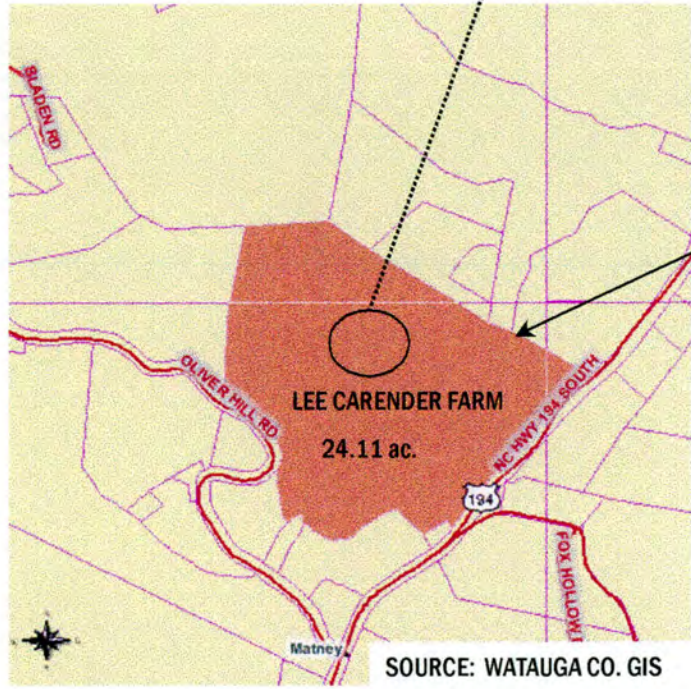 SLADEN RD
OLIVER HILL RD
LEE CARENDER FARM
24.11 ac.
NC HWY 194 SOUTH
194
FOX HOLLOW
Matney
SOURCE: WATAUGA CO. GIS